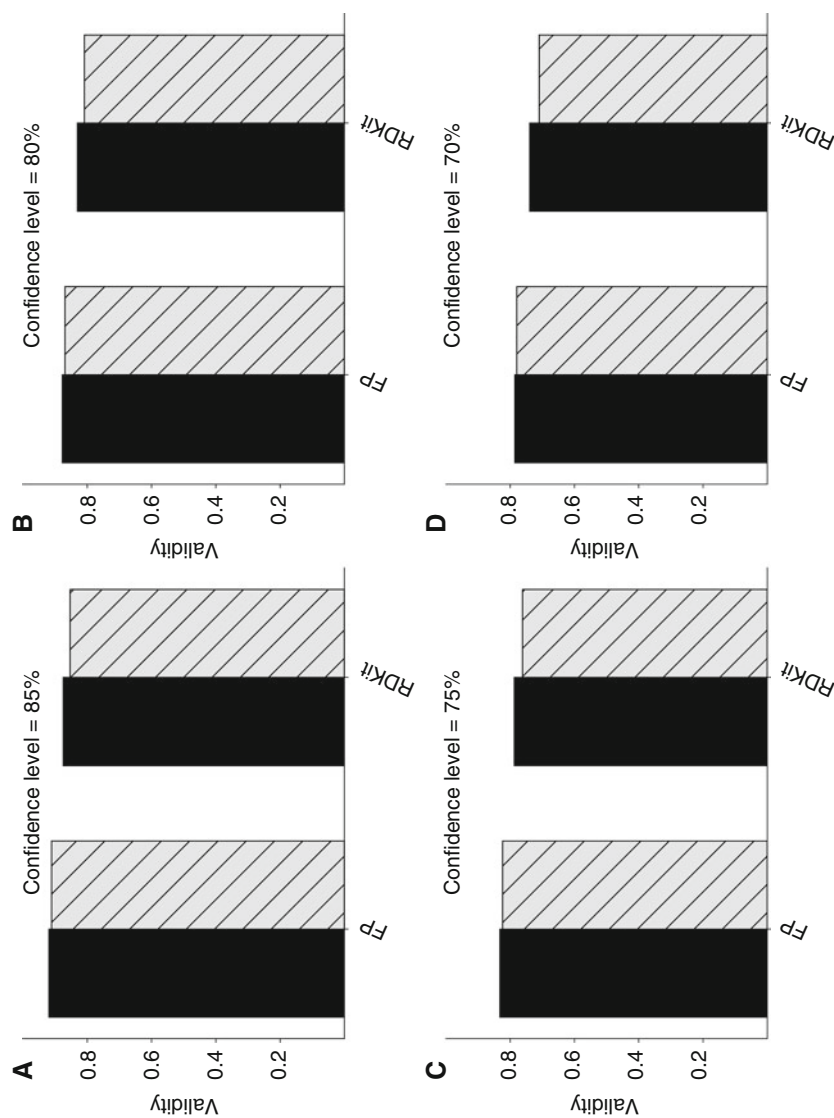 A
Confidence level = 85%
Validity
0.8
0.6
0.4
0.2
Fp
RDKit
B
Confidence level = 80%
Validity
0.8
0.6
0.4
0.2
Fp
RDKit
C
Confidence level = 75%
Validity
0.8
0.6
0.4
0.2
Fp
RDKit
D
Confidence level = 70%
Validity
0.8
0.6
0.4
0.2
Fp
RDKit